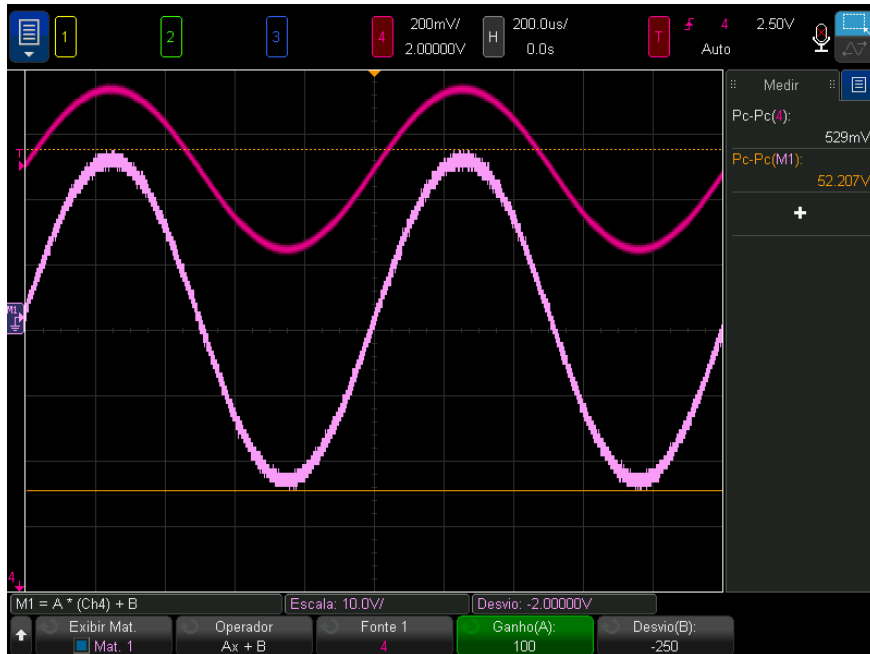 1 2 3 4 200mV/ H 200.0us/ T 4 2.50V
2.00000V 0.0s Auto
Medir
Pc-Pc(4):
529mV
Pc-Pc(M1):
52.207V
+
T
M1
4
M1 = A * (Ch4) + B Escala: 10.0V/ Desvio: -2.00000V
Exibir Mat. Operador Fonte 1 Ganho(A): Desvio(B):
Mat. 1 Ax + B 4 100 -250